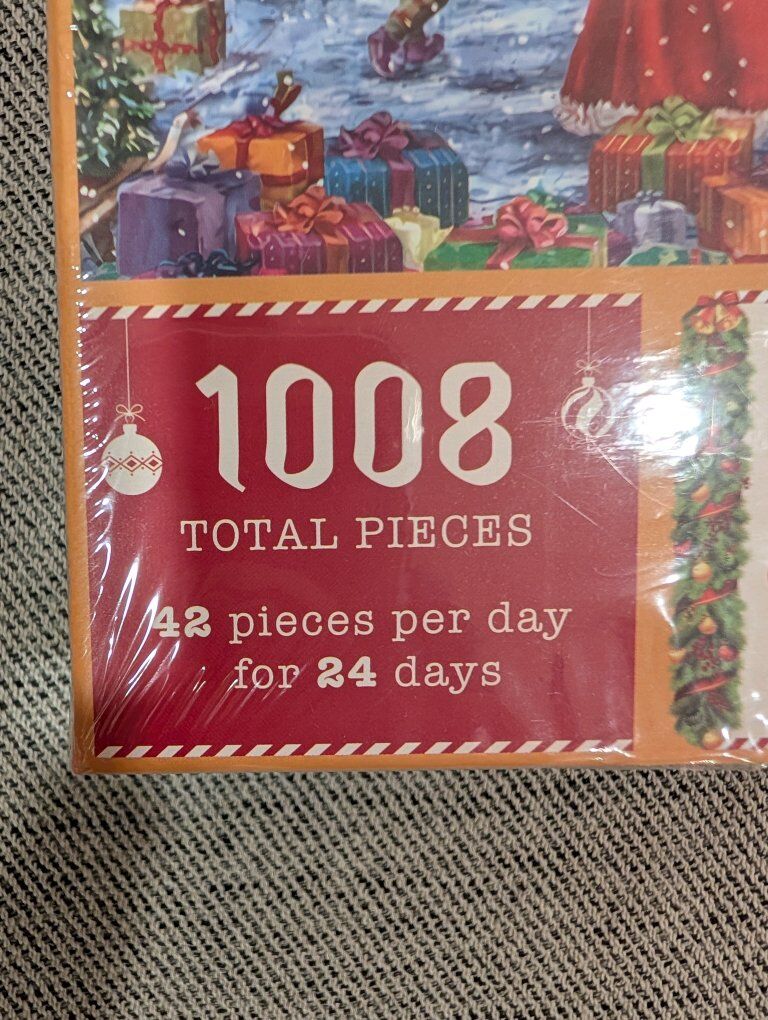 1008
TOTAL PIECES
42 pieces per day
for 24 days